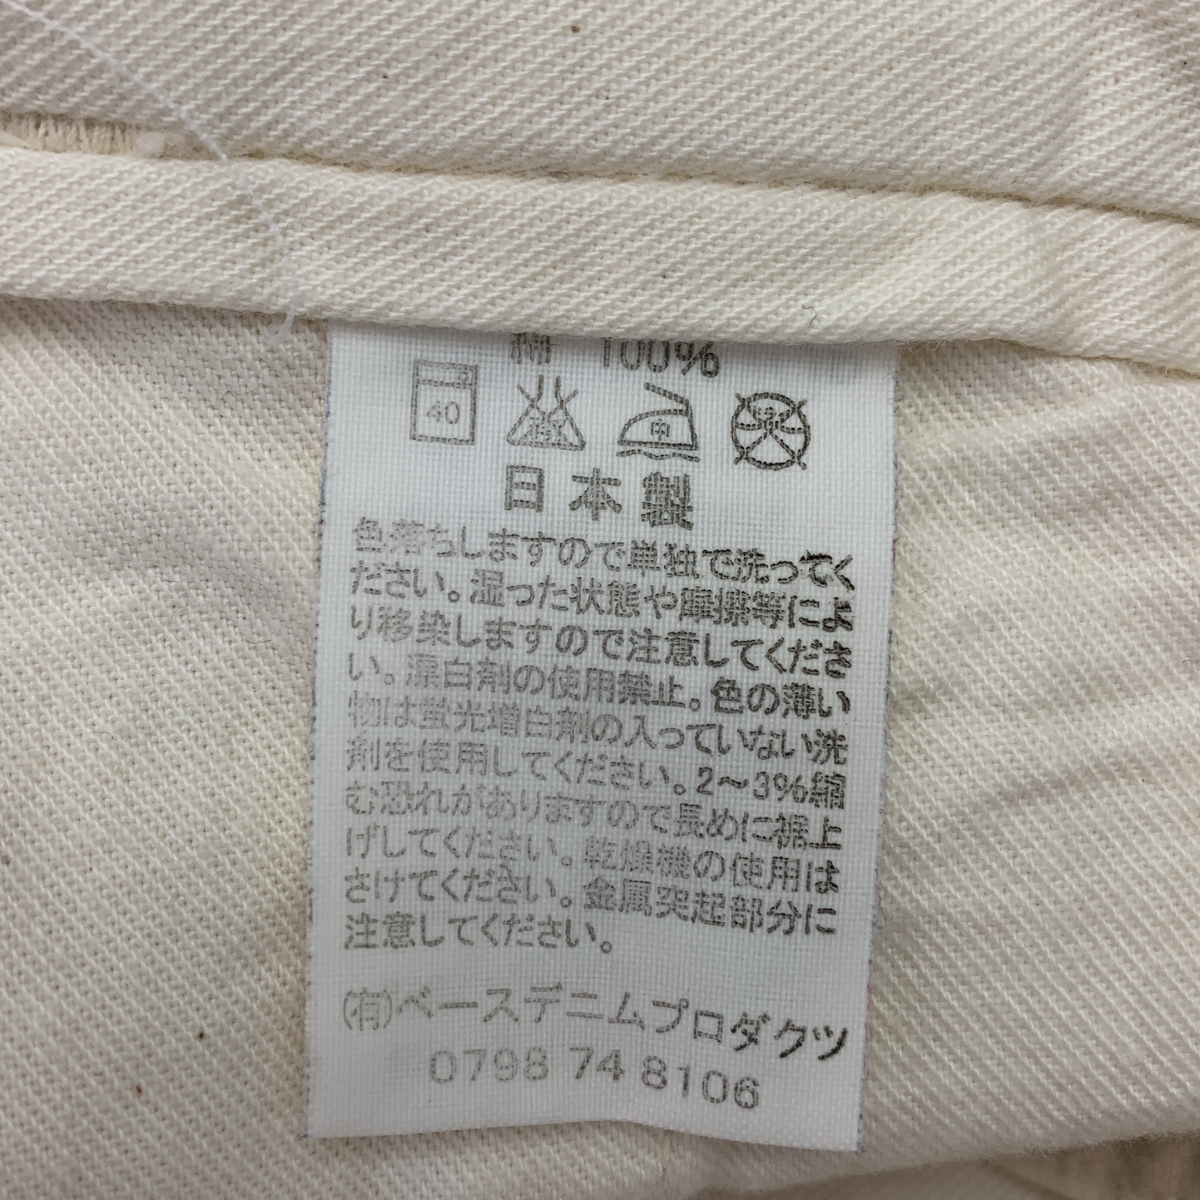 綿 100%
40
中
日本製
色落ちしますので単独で洗ってく
ださい。湿った状態や摩擦等によ
り移染しますので注意してくださ
い。漂白剤の使用禁止。色の薄い
物は蛍光増白剤の入っていない洗
剤を使用してください。2～3%縮
む恐れがありますので長めに裾上
げしてください。乾燥機の使用は
さけてください。金属突起部分に
注意してください。
(有)ベースデニムプロダクツ
0798 74 8106